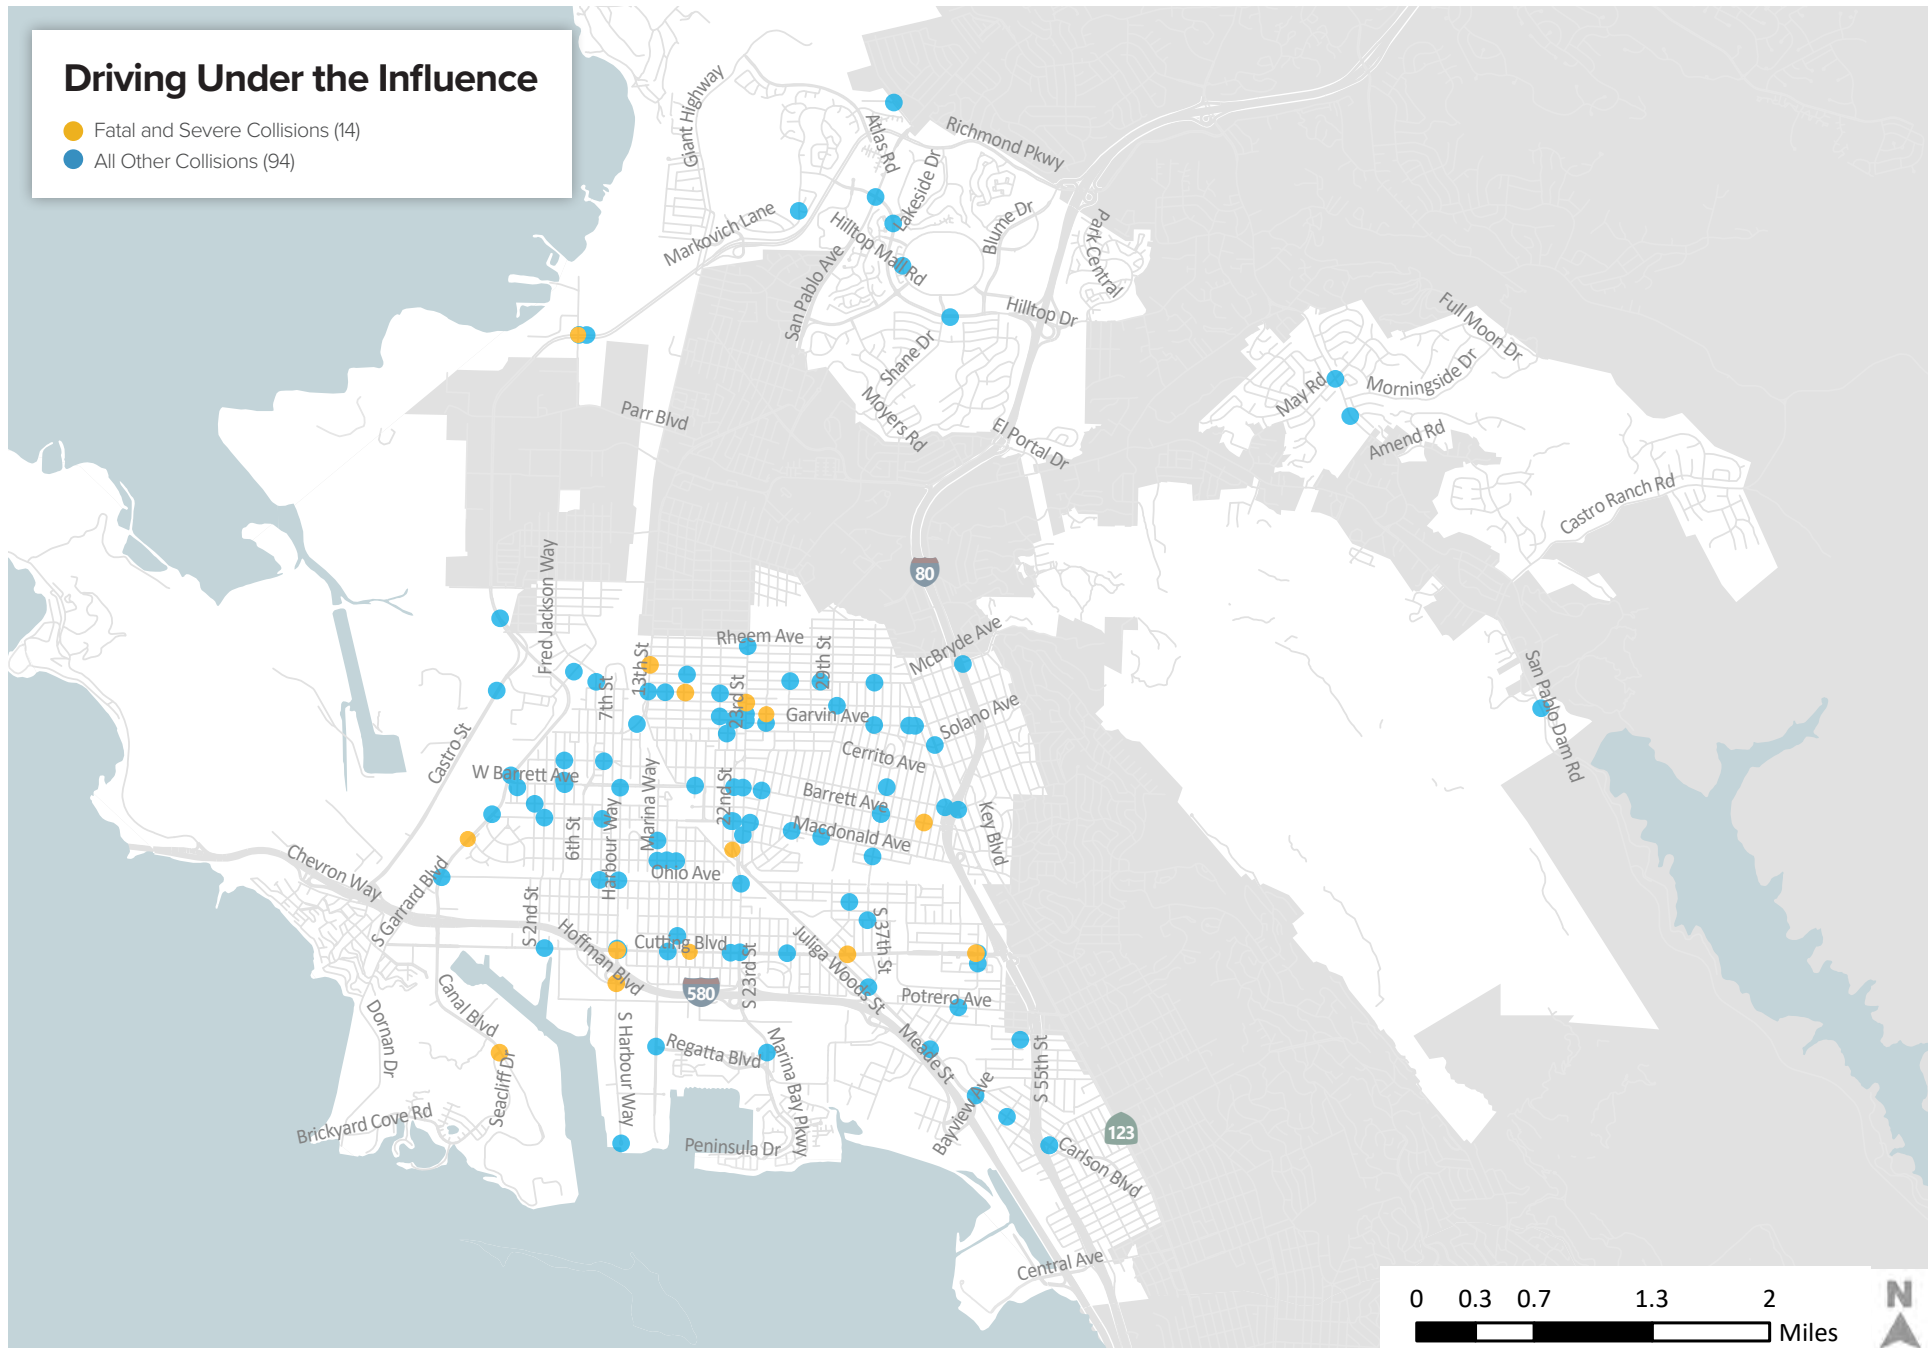 Driving Under the Influence
Fatal and Severe Collisions (14)
All Other Collisions (94)
Giant Highway
Atlas Rd
Richmond Pkwy
Lakeside Dr
Markovich Lane
Hilltop Mall Rd
Blume Dr
Park Central
San Pablo Ave
Hilltop Dr
Full Moon Dr
Shane Dr
Morningside Dr
May Rd
Moyers Rd
Parr Blvd
El Portal Dr
Amend Rd
Castro Ranch Rd
Fred Jackson Way
80
Rheem Ave
McBryde Ave
13th St
29th St
7th St
23rd St
Garvin Ave
Solano Ave
San Pablo Dam Rd
Castro St
Cerrito Ave
W Barrett Ave
Marina Way
22nd St
Barrett Ave
Macdonald Ave
Key Blvd
6th St
Harbour Way
Chevron Way
Ohio Ave
S Garrard Blvd
S 2nd St
S 37th St
Hoffman Blvd
Cutting Blvd
Juliga Woods St
S 23rd St
580
Potrero Ave
Canal Blvd
Dornan Dr
S Harbour Way
Regatta Blvd
Marina Bay Pkwy
Meade St
S 55th St
Seacliff Dr
Bayview Ave
Brickyard Cove Rd
Peninsula Dr
123
Carlson Blvd
Central Ave
0 0.3 0.7 1.3 2
Miles
N